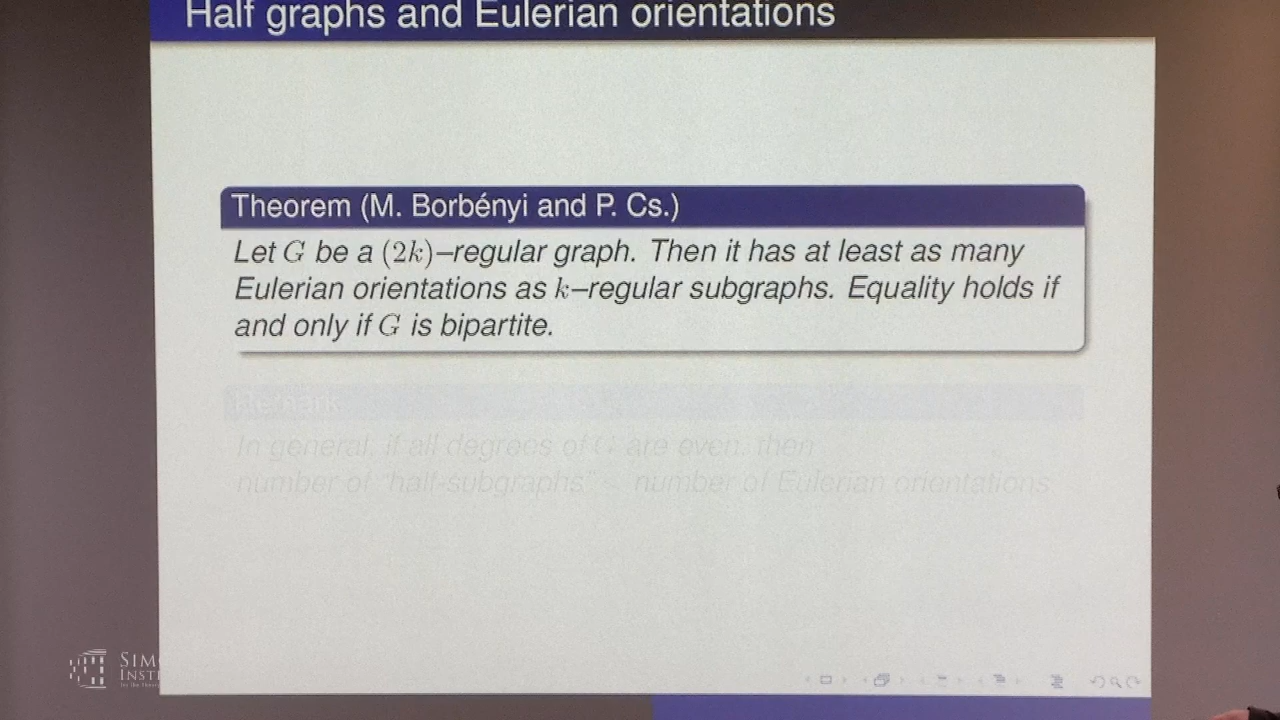 Half graphs and Eulerian orientations
Theorem (M. Borbényi and P. Cs.)
Let G be a (2k)–regular graph. Then it has at least as many
Eulerian orientations as k–regular subgraphs. Equality holds if
and only if G is bipartite.
Remark
In general, if all degrees of G are even, then
number of "half-subgraphs" number of Eulerian orientations